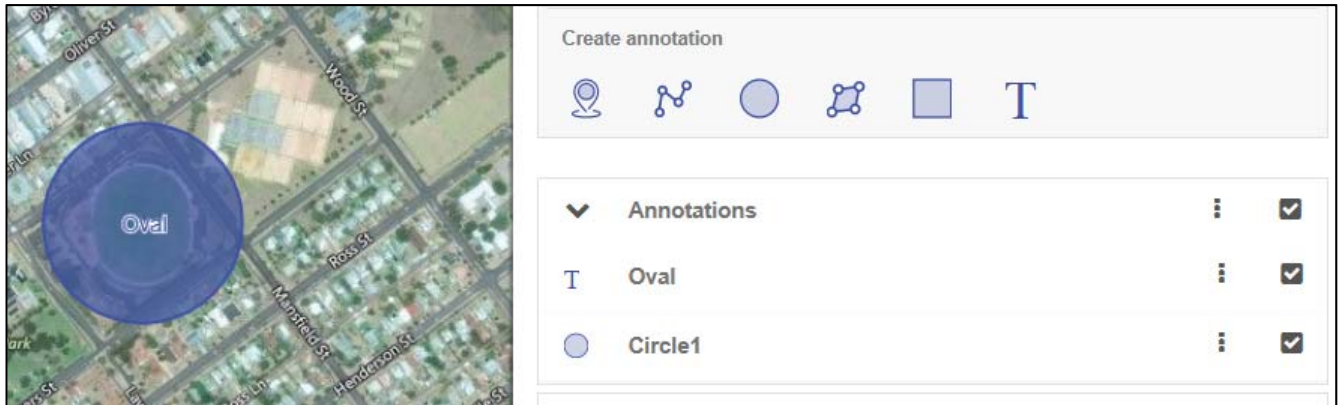 Oliver St
Wood St
Oval
Ross St
Mansfield St
Henderson St
Create annotation
T
Annotations
T Oval
Circle1